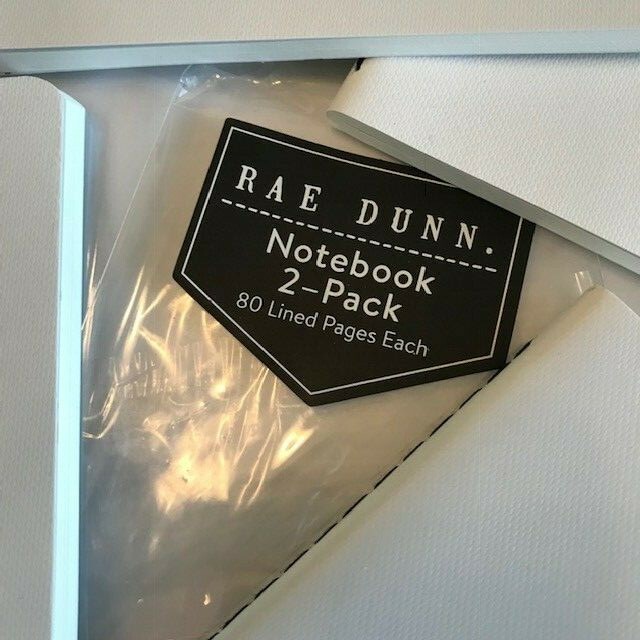 RAE DUNN.
Notebook
2-Pack
80 Lined Pages Each